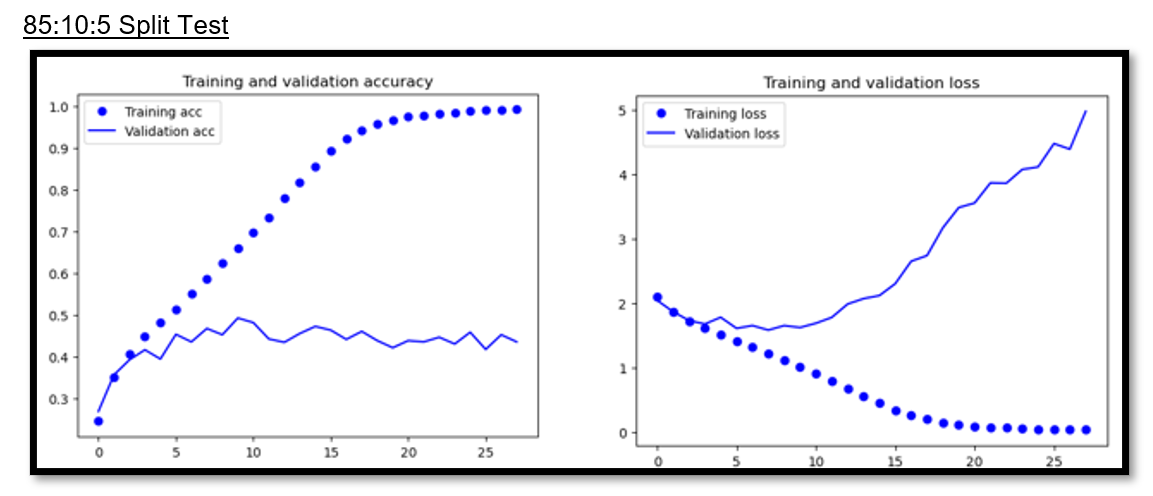 85:10:5 Split Test
Training and validation accuracy
Training acc
Validation acc
1.0
0.9
0.8
0.7
0.6
0.5
0.4
0.3
0 5 10 15 20 25
Training and validation loss
Training loss
Validation loss
5
4
3
2
1
0
0 5 10 15 20 25